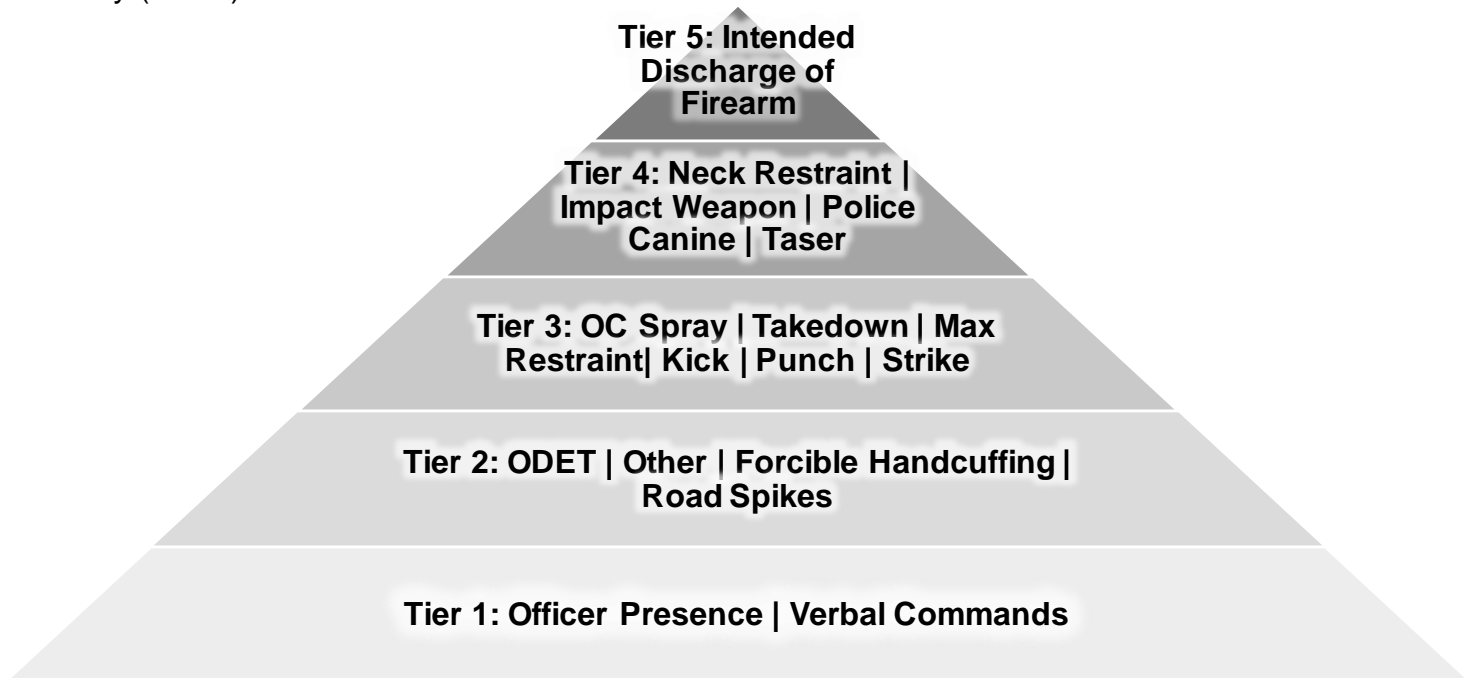 Tier 5: Intended
Discharge of
Firearm
Tier 4: Neck Restraint |
Impact Weapon | Police
Canine | Taser
Tier 3: OC Spray | Takedown | Max
Restraint| Kick | Punch | Strike
Tier 2: ODET | Other | Forcible Handcuffing |
Road Spikes
Tier 1: Officer Presence | Verbal Commands